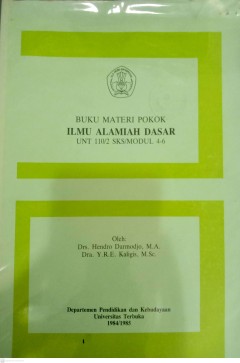 BUKU MATERI POKOK
ILMU ALAMIAH DASAR
UNT 110/2 SKS/MODUL 4-6
Oleh:
Drs. Hendro Darmodjo, M.A.
Dra. Y.R.E. Kaligis, M.Sc.
Departemen Pendidikan dan Kebudayaan
Universitas Terbuka
1984/1985